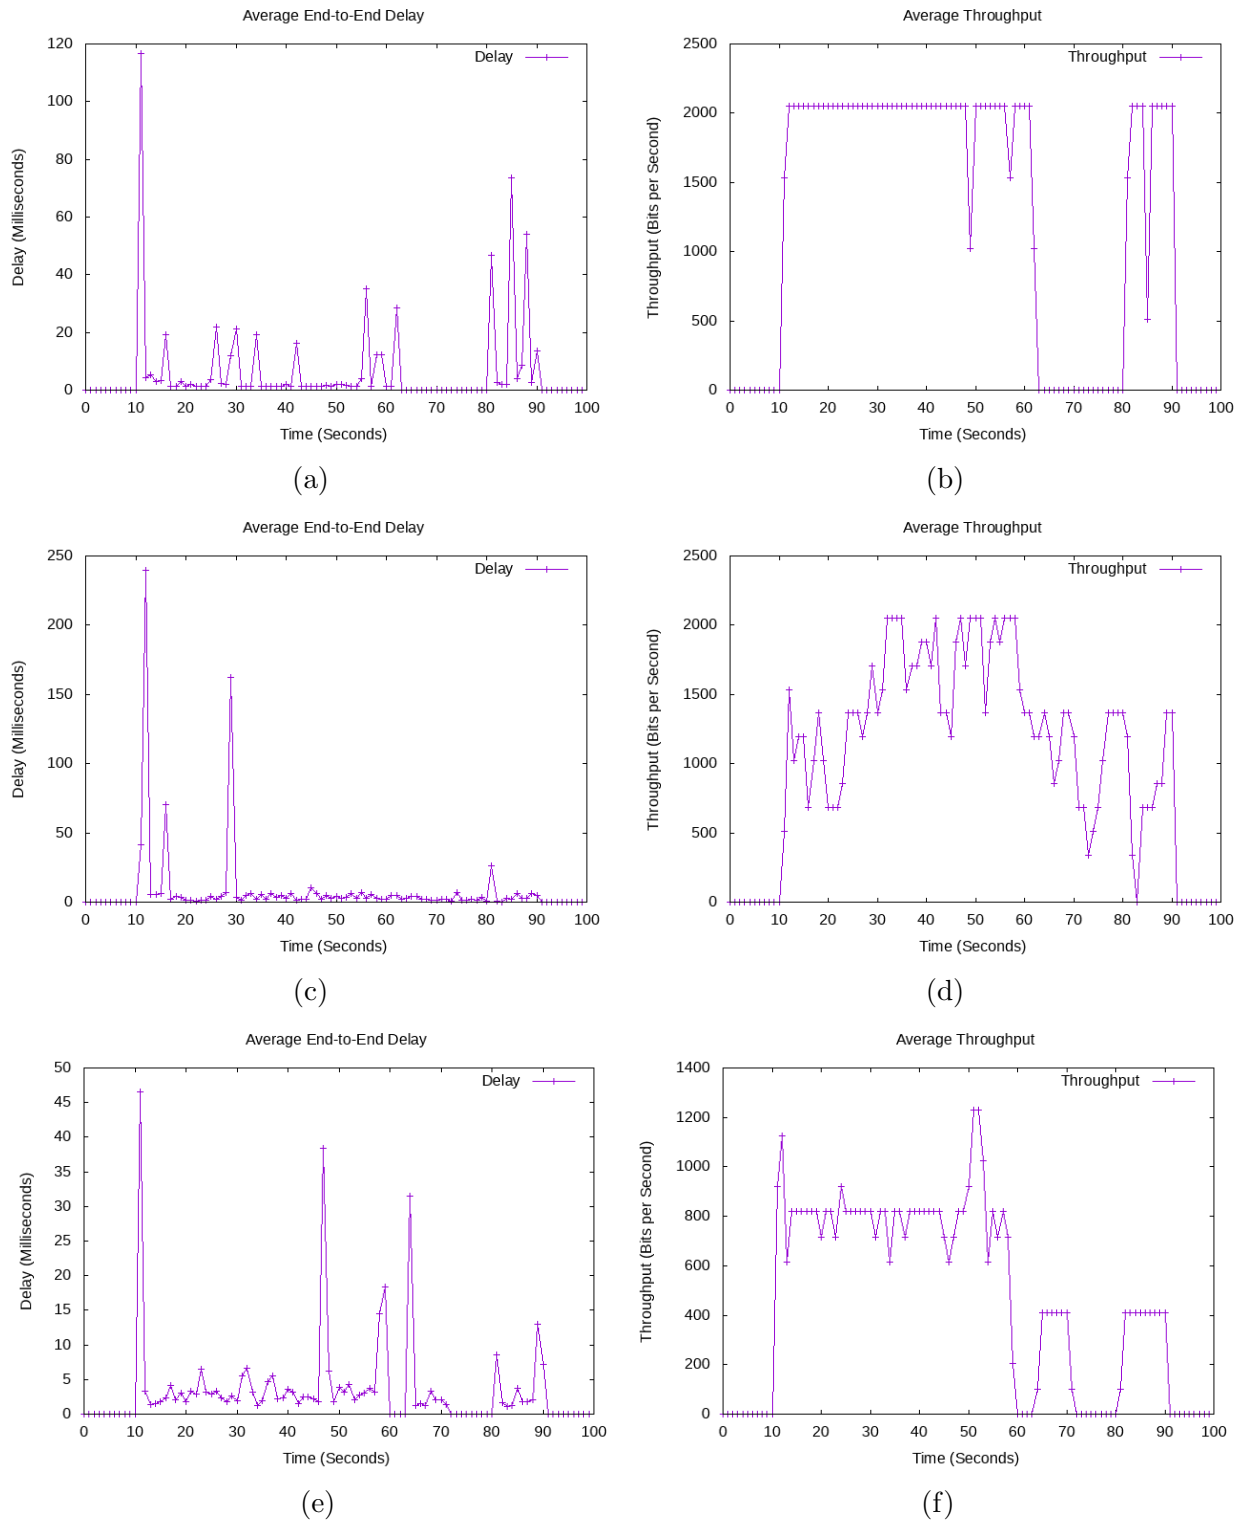 Average End-to-End Delay
Delay
120
100
80
60
40
20
0
Delay (Milliseconds)
0 10 20 30 40 50 60 70 80 90 100
Time (Seconds)
(a)
Average Throughput
Throughput
2500
2000
1500
1000
500
0
Throughput (Bits per Second)
0 10 20 30 40 50 60 70 80 90 100
Time (Seconds)
(b)
Average End-to-End Delay
Delay
250
200
150
100
50
0
Delay (Milliseconds)
0 10 20 30 40 50 60 70 80 90 100
Time (Seconds)
(c)
Average Throughput
Throughput
2500
2000
1500
1000
500
0
Throughput (Bits per Second)
0 10 20 30 40 50 60 70 80 90 100
Time (Seconds)
(d)
Average End-to-End Delay
Delay
50
45
40
35
30
25
20
15
10
5
0
Delay (Milliseconds)
0 10 20 30 40 50 60 70 80 90 100
Time (Seconds)
(e)
Average Throughput
Throughput
1400
1200
1000
800
600
400
200
0
Throughput (Bits per Second)
0 10 20 30 40 50 60 70 80 90 100
Time (Seconds)
(f)